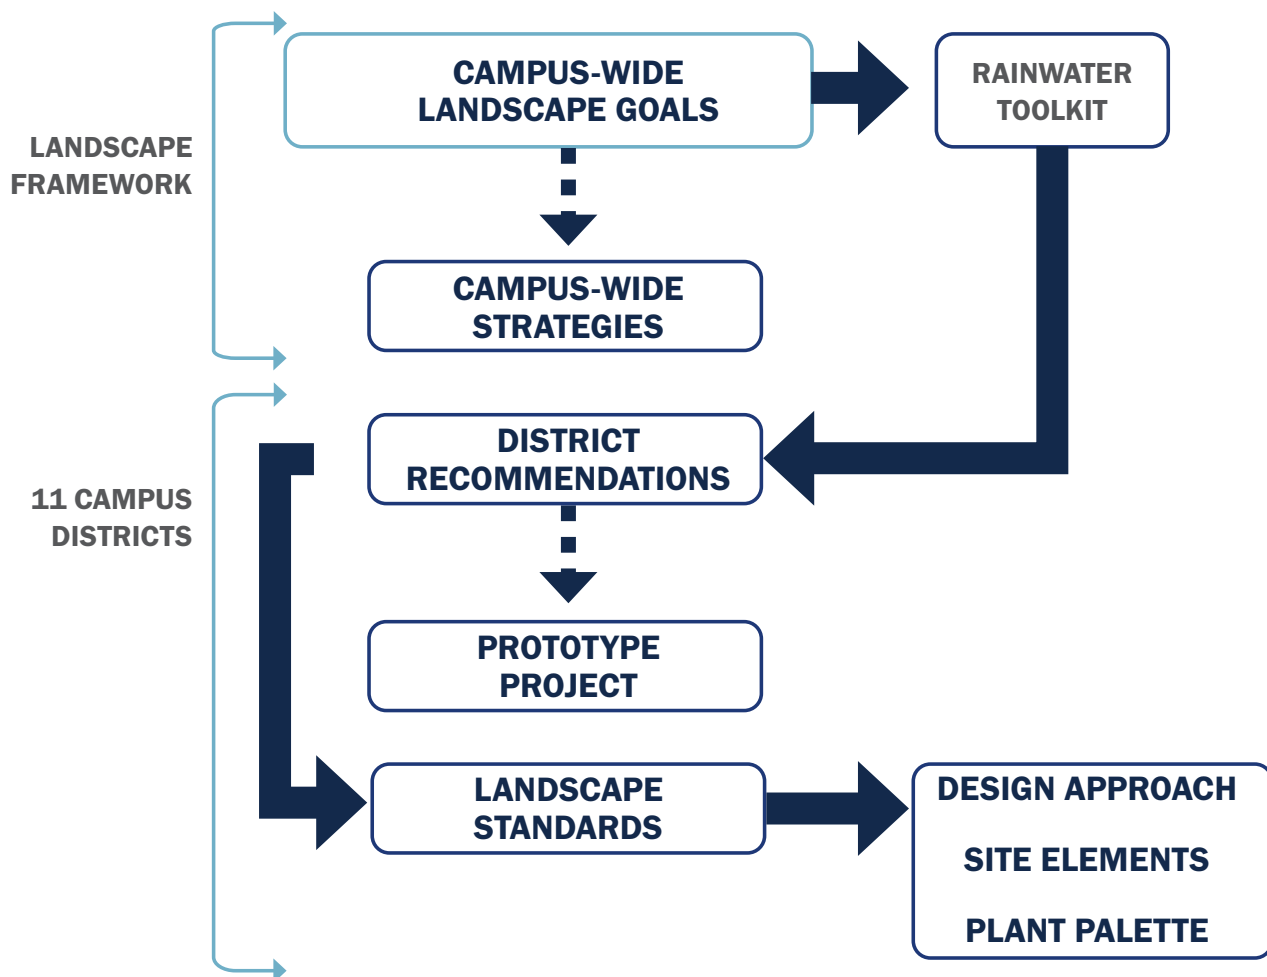 CAMPUS-WIDE
LANDSCAPE GOALS
RAINWATER
TOOLKIT
LANDSCAPE
FRAMEWORK
CAMPUS-WIDE
STRATEGIES
DISTRICT
RECOMMENDATIONS
11 CAMPUS
DISTRICTS
PROTOTYPE
PROJECT
LANDSCAPE
STANDARDS
DESIGN APPROACH
SITE ELEMENTS
PLANT PALETTE